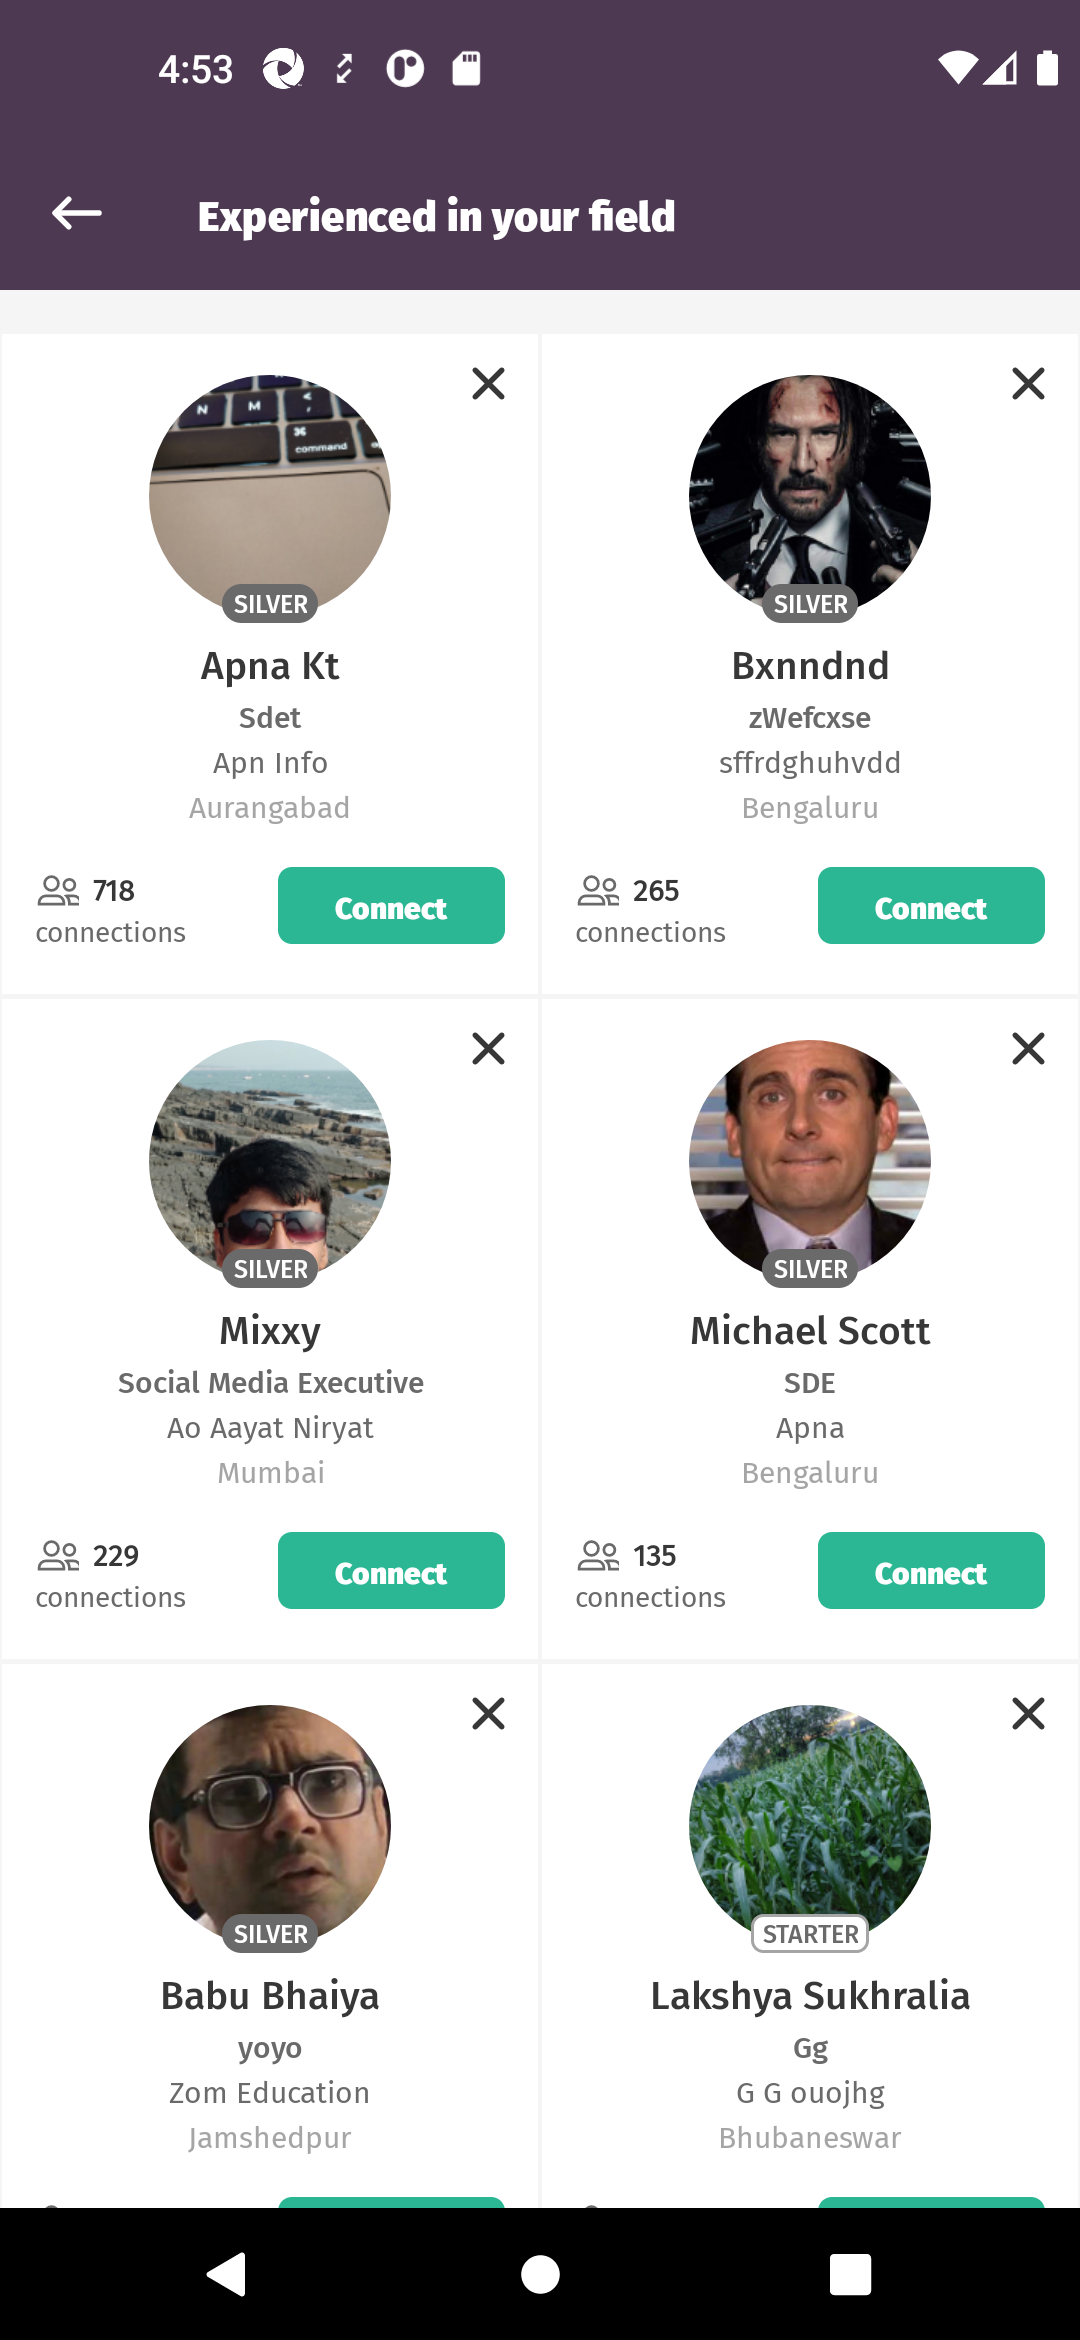 4:53
Experienced in your field
N M < ,
⌘
command
SILVER
Apna Kt
Sdet
Apn Info
Aurangabad
718
connections
Connect
SILVER
Bxnndnd
zWefcxse
sffrdghuhvdd
Bengaluru
265
connections
Connect
SILVER
Mixxy
Social Media Executive
Ao Aayat Niryat
Mumbai
229
connections
Connect
SILVER
Michael Scott
SDE
Apna
Bengaluru
135
connections
Connect
SILVER
Babu Bhaiya
yoyo
Zom Education
Jamshedpur
STARTER
Lakshya Sukhralia
Gg
G G ouojhg
Bhubaneswar